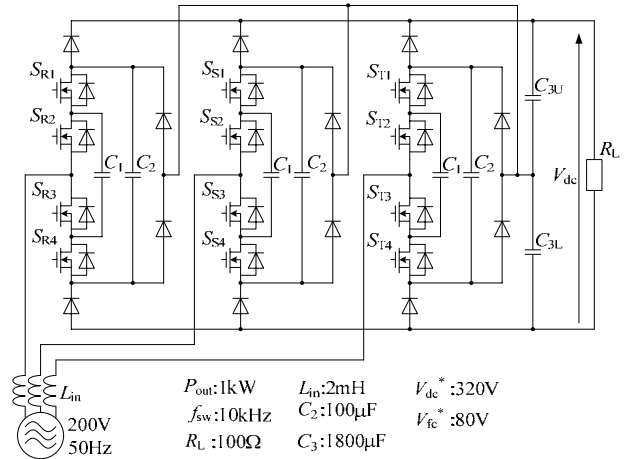 S_R1
S_R2
S_R3
S_R4
C_1
C_2
S_S1
S_S2
S_S3
S_S4
C_1
C_2
S_T1
S_T2
S_T3
S_T4
C_1
C_2
C_3U
C_3L
V_dc
R_L
L_in
200V
50Hz
P_out:1kW L_in:2mH V_dc*:320V
f_sw:10kHz C_2:100μF V_fc*:80V
R_L:100Ω C_3:1800μF